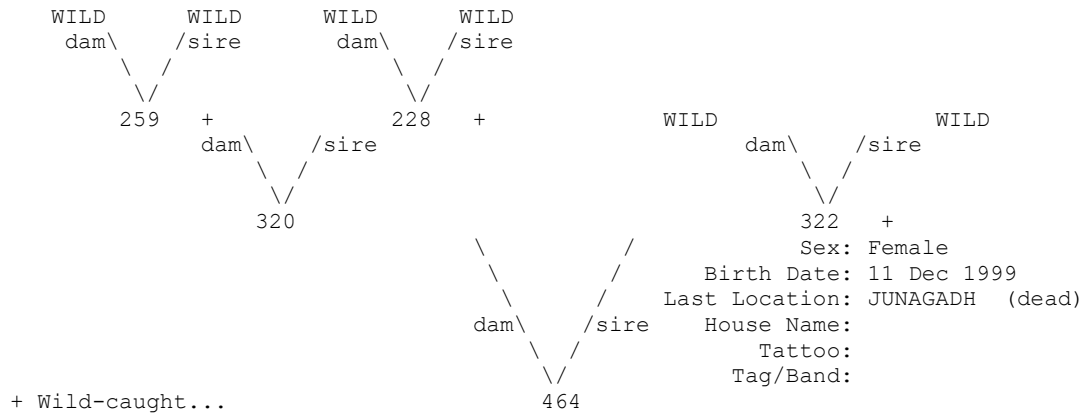 WILD WILD WILD WILD
dam\ /sire dam\ /sire
\ / \ /
\/ \/
259 + 228 + WILD WILD
dam\ /sire dam\ /sire
\ / \ /
\/ \/
320 322 +
\ / Sex: Female
\ / Birth Date: 11 Dec 1999
\ / Last Location: JUNAGADH (dead)
dam\ /sire House Name:
\ / Tattoo:
\/ Tag/Band:
+ Wild-caught... 464